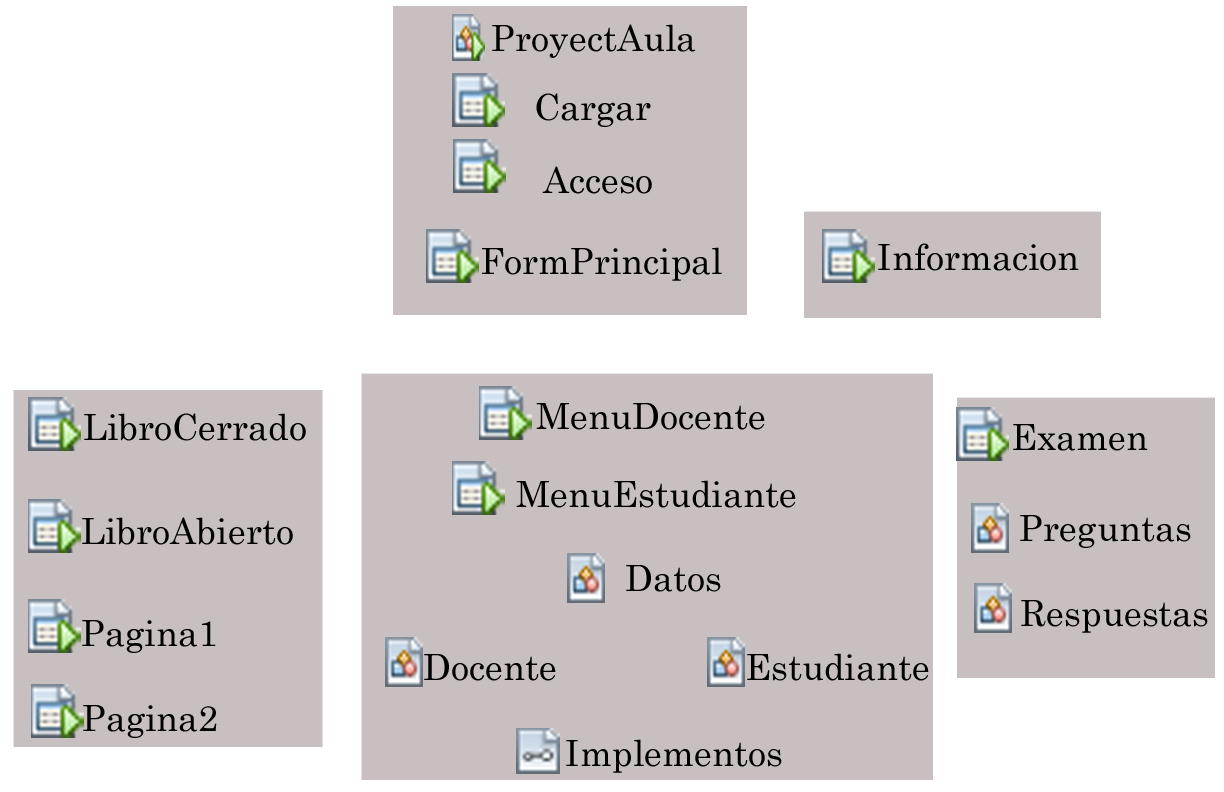 ProyectAula
Cargar
Acceso
FormPrincipal
Informacion
LibroCerrado
LibroAbierto
Pagina1
Pagina2
MenuDocente
MenuEstudiante
Datos
Docente
Estudiante
Implementos
Examen
Preguntas
Respuestas